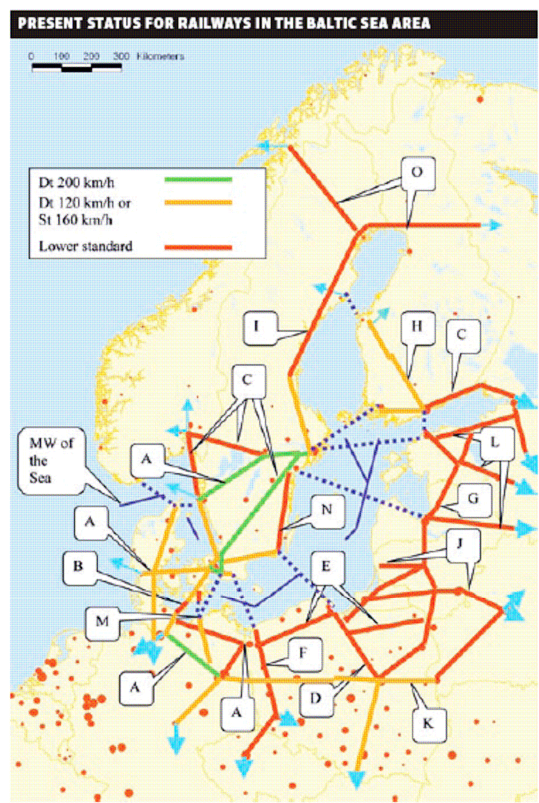 PRESENT STATUS FOR RAILWAYS IN THE BALTIC SEA AREA
0 100 200 300 Kilometers
Dt 200 km/h
Dt 120 km/h or
St 160 km/h
Lower standard
O
I
H
C
C
MW of
the
Sea
A
L
A
G
N
B
E
J
M
A
A
F
D
K